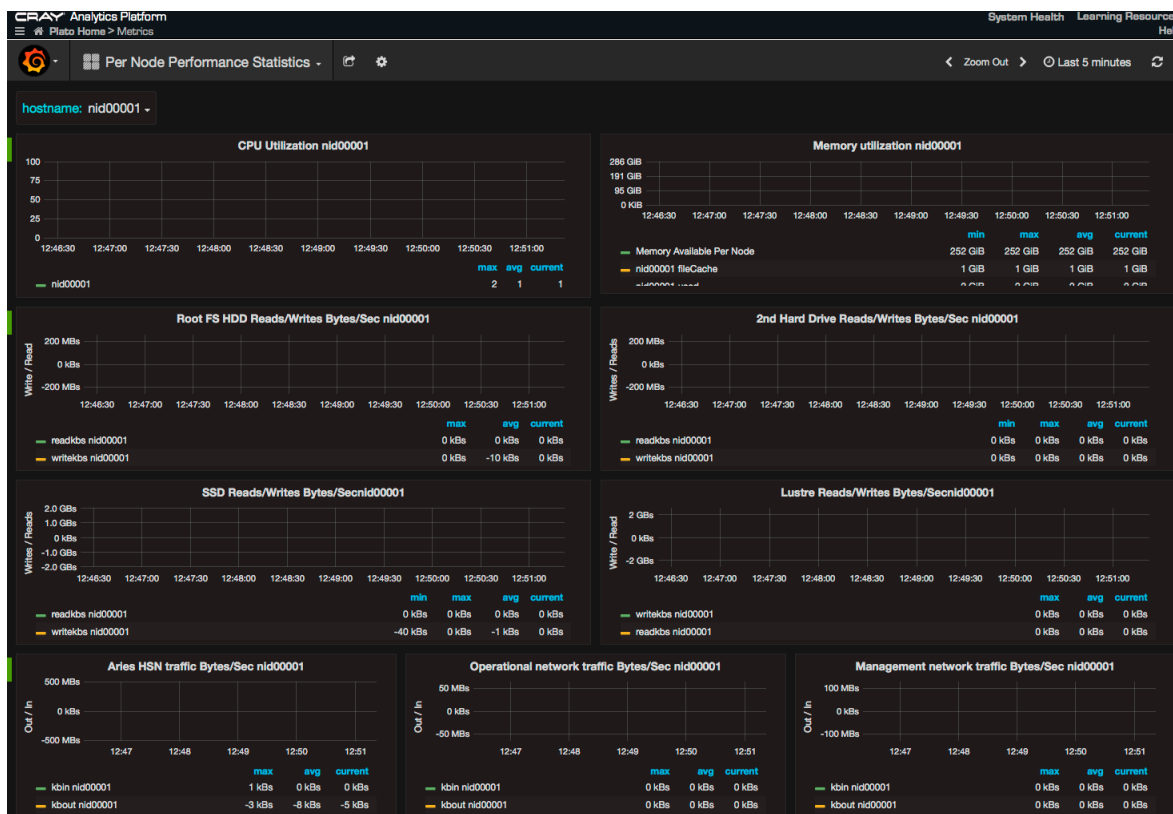 CRAY Analytics Platform
System Health Learning Resource
Plato Home > Metrics
Hel
Per Node Performance Statistics
Zoom Out
Last 5 minutes
hostname: nid00001
CPU Utilization nid00001
100
75
50
25
0
12:46:30 12:47:00 12:47:30 12:48:00 12:48:30 12:49:00 12:49:30 12:50:00 12:50:30 12:51:00
max avg current
nid00001 2 1 1
Memory utilization nid00001
286 GiB
191 GiB
95 GiB
0 KiB
12:46:30 12:47:00 12:47:30 12:48:00 12:48:30 12:49:00 12:49:30 12:50:00 12:50:30 12:51:00
min max avg current
Memory Available Per Node 252 GiB 252 GiB 252 GiB 252 GiB
nid00001 fileCache 1 GiB 1 GiB 1 GiB 1 GiB
Root FS HDD Reads/Writes Bytes/Sec nid00001
Write / Read
200 MBs
0 kBs
-200 MBs
12:46:30 12:47:00 12:47:30 12:48:00 12:48:30 12:49:00 12:49:30 12:50:00 12:50:30 12:51:00
max avg current
readkbs nid00001 0 kBs 0 kBs 0 kBs
writekbs nid00001 0 kBs -10 kBs 0 kBs
2nd Hard Drive Reads/Writes Bytes/Sec nid00001
Writes / Reads
200 MBs
0 kBs
-200 MBs
12:46:30 12:47:00 12:47:30 12:48:00 12:48:30 12:49:00 12:49:30 12:50:00 12:50:30 12:51:00
min max avg current
readkbs nid00001 0 kBs 0 kBs 0 kBs 0 kBs
writekbs nid00001 0 kBs 0 kBs 0 kBs 0 kBs
SSD Reads/Writes Bytes/Secnid00001
Writes / Reads
2.0 GBs
1.0 GBs
0 kBs
-1.0 GBs
-2.0 GBs
12:46:30 12:47:00 12:47:30 12:48:00 12:48:30 12:49:00 12:49:30 12:50:00 12:50:30 12:51:00
min max avg current
readkbs nid00001 0 kBs 0 kBs 0 kBs 0 kBs
writekbs nid00001 -40 kBs 0 kBs -1 kBs 0 kBs
Lustre Reads/Writes Bytes/Secnid00001
Write / Read
2 GBs
0 kBs
-2 GBs
12:46:30 12:47:00 12:47:30 12:48:00 12:48:30 12:49:00 12:49:30 12:50:00 12:50:30 12:51:00
max avg current
writekbs nid00001 0 kBs 0 kBs 0 kBs
readkbs nid00001 0 kBs 0 kBs 0 kBs
Aries HSN traffic Bytes/Sec nid00001
Out / In
500 MBs
0 kBs
-500 MBs
12:47 12:48 12:49 12:50 12:51
max avg current
kbin nid00001 1 kBs 0 kBs 0 kBs
kbout nid00001 -3 kBs -8 kBs -5 kBs
Operational network traffic Bytes/Sec nid00001
Out / In
50 MBs
0 kBs
-50 MBs
12:47 12:48 12:49 12:50 12:51
max avg current
kbin nid00001 0 kBs 0 kBs 0 kBs
kbout nid00001 0 kBs 0 kBs 0 kBs
Management network traffic Bytes/Sec nid00001
Out / In
100 MBs
0 kBs
-100 MBs
12:47 12:48 12:49 12:50 12:51
max avg current
kbin nid00001 0 kBs 0 kBs 0 kBs
kbout nid00001 0 kBs 0 kBs 0 kBs